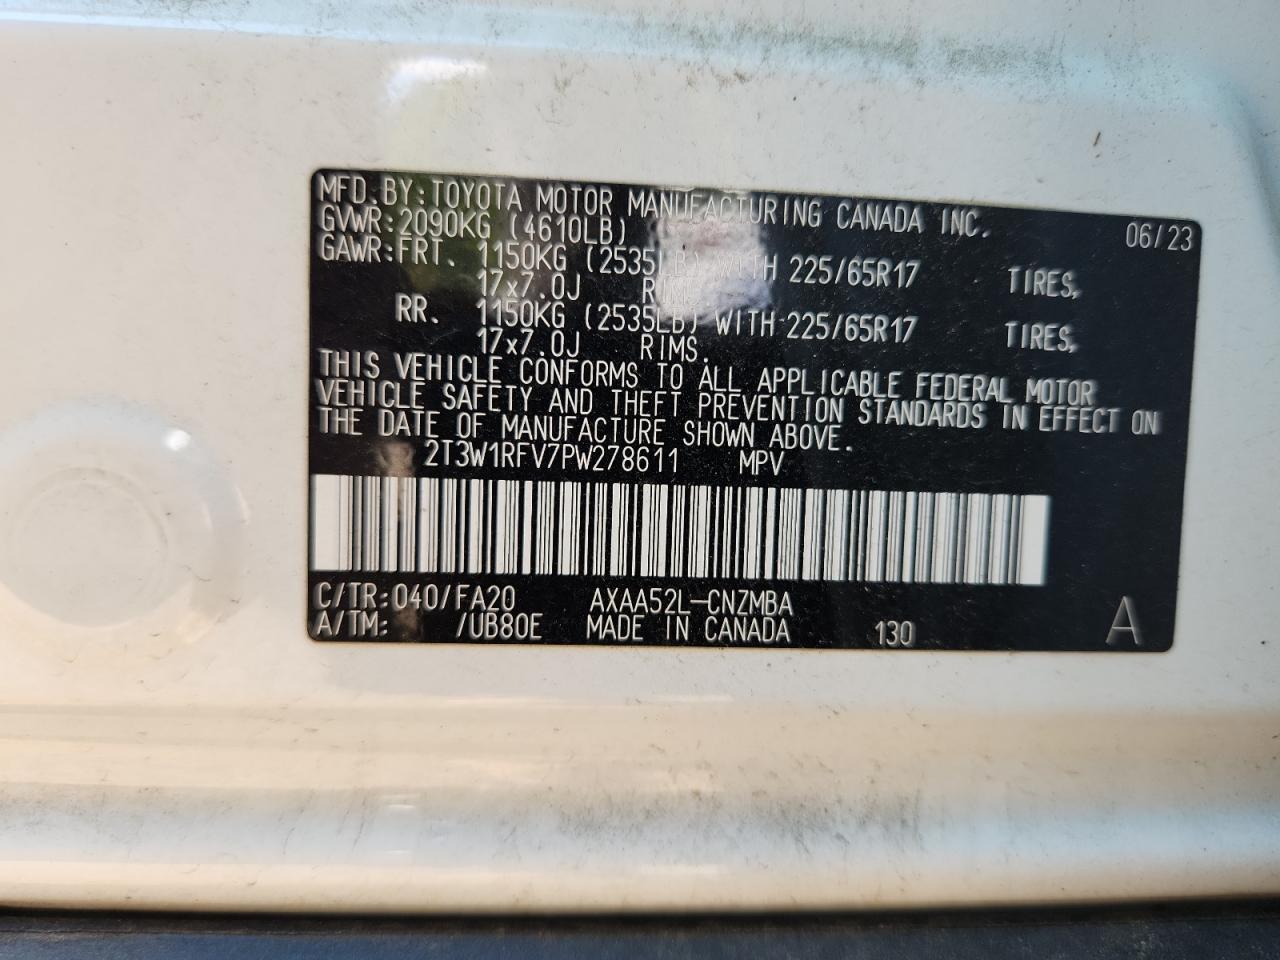 MFD.BY:TOYOTA MOTOR MANUFACTURING CANADA INC. 06/23
GVWR:2090KG (4610LB)
GAWR:FRT. 1150KG (2535LB) WITH 225/65R17 TIRES,
17x7.0J RIMS.
RR. 1150KG (2535LB) WITH 225/65R17 TIRES,
17x7.0J RIMS.
THIS VEHICLE CONFORMS TO ALL APPLICABLE FEDERAL MOTOR
VEHICLE SAFETY AND THEFT PREVENTION STANDARDS IN EFFECT ON
THE DATE OF MANUFACTURE SHOWN ABOVE.
2T3W1RFV7PW278611 MPV
C/TR:040/FA20 AXAA52L-CNZMBA
A/TM: /UB80E MADE IN CANADA 130 A